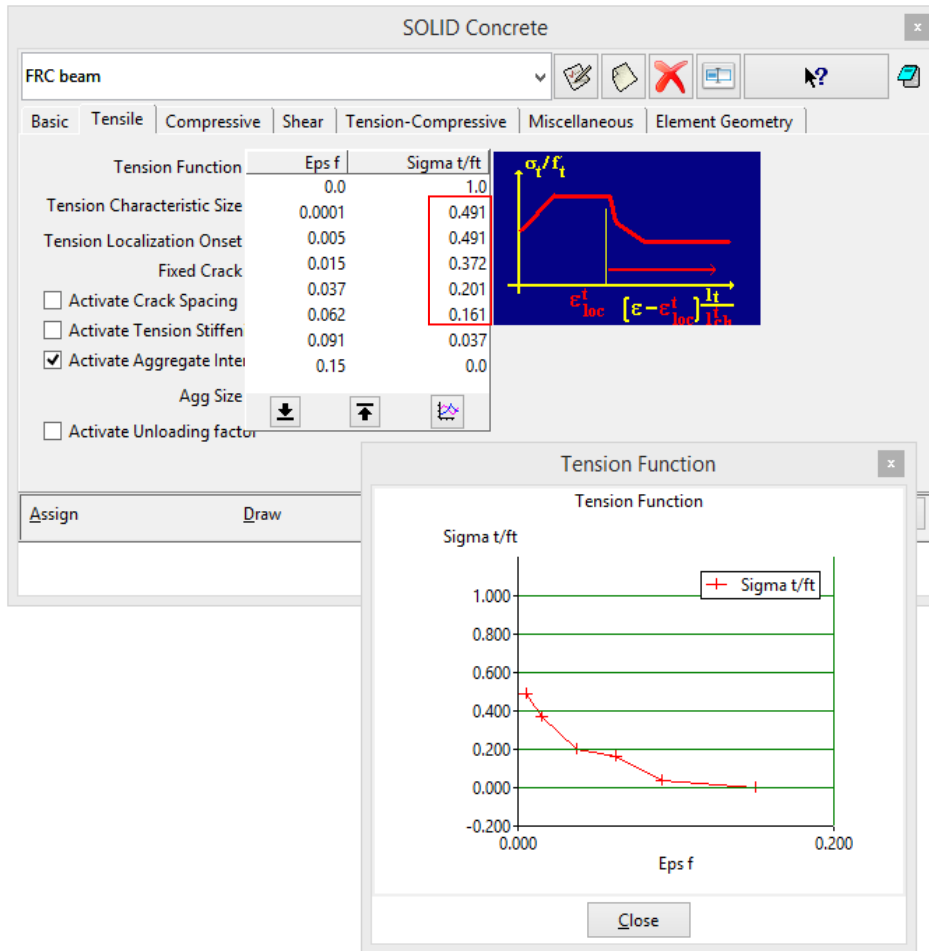 SOLID Concrete
x
FRC beam
?
Basic Tensile Compressive Shear Tension-Compressive Miscellaneous Element Geometry
Tension Function
Tension Characteristic Size
Tension Localization Onset
Fixed Crack
Activate Crack Spacing
Activate Tension Stiffen
Activate Aggregate Inter
Agg Size
Activate Unloading factor
Eps f Sigma t/ft
0.0 1.0
0.0001 0.491
0.005 0.491
0.015 0.372
0.037 0.201
0.062 0.161
0.091 0.037
0.15 0.0
σt/f't
εtloc [ε-εtloc] lt/ltch
Assign Draw
Tension Function
x
Tension Function
Sigma t/ft
Sigma t/ft
1.000
0.800
0.600
0.400
0.200
0.000
-0.200
0.000 0.200
Eps f
Close